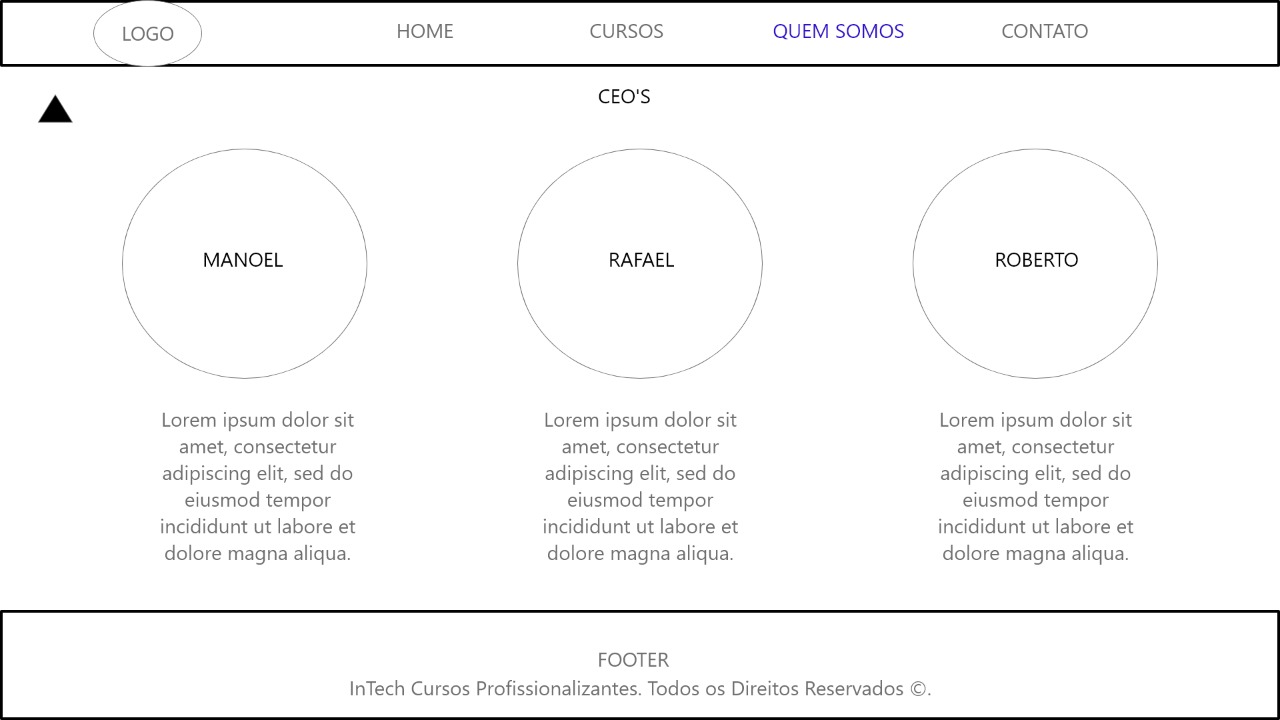 LOGO
HOME
CURSOS
QUEM SOMOS
CONTATO
CEO'S
MANOEL
RAFAEL
ROBERTO
Lorem ipsum dolor sit
amet, consectetur
adipiscing elit, sed do
eiusmod tempor
incididunt ut labore et
dolore magna aliqua.
Lorem ipsum dolor sit
amet, consectetur
adipiscing elit, sed do
eiusmod tempor
incididunt ut labore et
dolore magna aliqua.
Lorem ipsum dolor sit
amet, consectetur
adipiscing elit, sed do
eiusmod tempor
incididunt ut labore et
dolore magna aliqua.
FOOTER
InTech Cursos Profissionalizantes. Todos os Direitos Reservados ©.